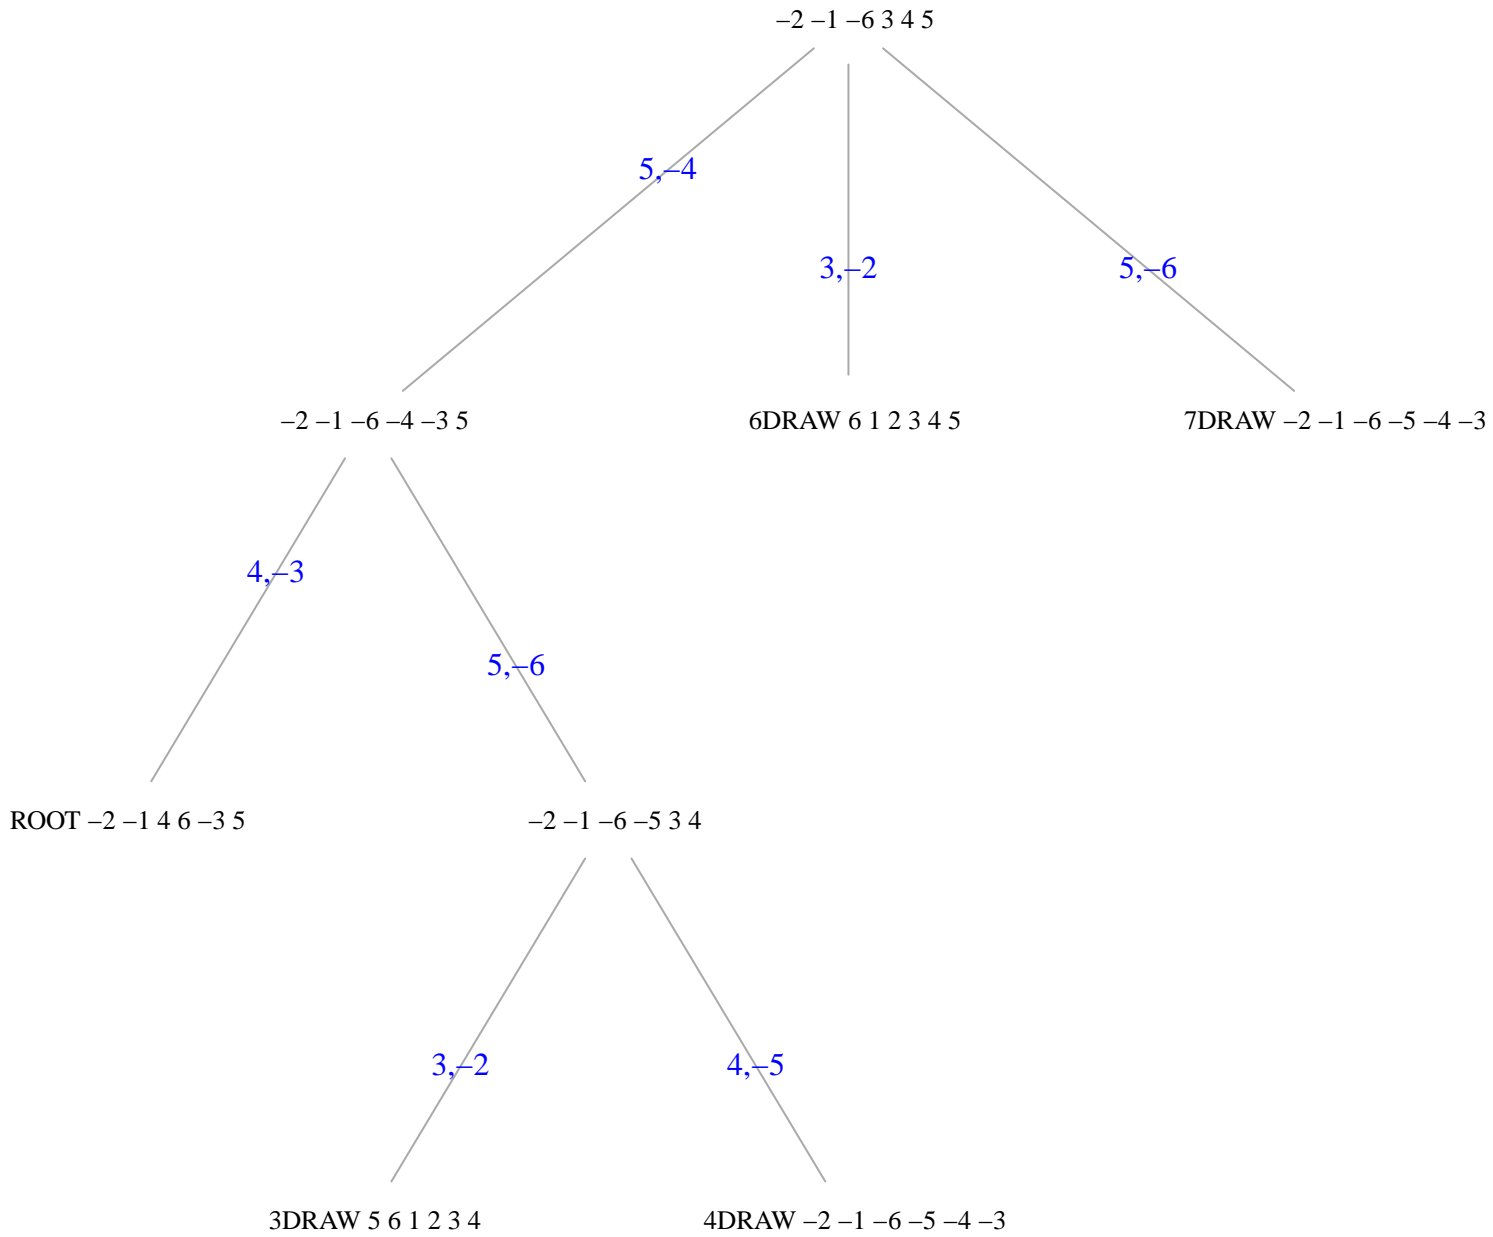 –2 –1 –6 3 4 5
5,–4
3,–2
5,–6
–2 –1 –6 –4 –3 5
6DRAW 6 1 2 3 4 5
7DRAW –2 –1 –6 –5 –4 –3
4,–3
5,–6
ROOT –2 –1 4 6 –3 5
–2 –1 –6 –5 3 4
3,–2
4,–5
3DRAW 5 6 1 2 3 4
4DRAW –2 –1 –6 –5 –4 –3